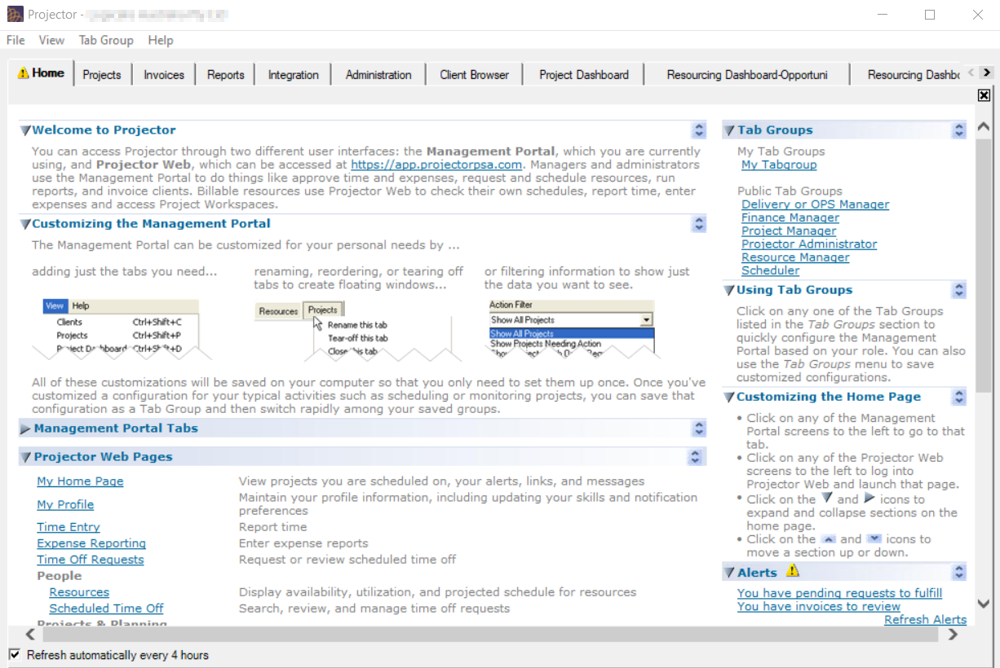 Projector -
File View Tab Group Help
Home Projects Invoices Reports Integration Administration Client Browser Project Dashboard Resourcing Dashboard-Opportuni Resourcing Dashbo
Welcome to Projector
You can access Projector through two different user interfaces: the Management Portal, which you are currently
using, and Projector Web, which can be accessed at https://app.projectorpsa.com. Managers and administrators
use the Management Portal to do things like approve time and expenses, request and schedule resources, run
reports, and invoice clients. Billable resources use Projector Web to check their own schedules, report time, enter
expenses and access Project Workspaces.
Customizing the Management Portal
The Management Portal can be customized for your personal needs by ...
adding just the tabs you need...
View Help
Clients Ctrl+Shift+C
Projects Ctrl+Shift+P
Project Dashboard Ctrl+Shift+D
renaming, reordering, or tearing off
tabs to create floating windows...
Resources Projects
Rename this tab
Tear-off this tab
Close this tab
or filtering information to show just
the data you want to see.
Action Filter
Show All Projects
Show All Projects
Show Projects Needing Action
All of these customizations will be saved on your computer so that you only need to set them up once. Once you've
customized a configuration for your typical activities such as scheduling or monitoring projects, you can save that
configuration as a Tab Group and then switch rapidly among your saved groups.
Management Portal Tabs
Projector Web Pages
My Home Page View projects you are scheduled on, your alerts, links, and messages
My Profile Maintain your profile information, including updating your skills and notification
preferences
Time Entry Report time
Expense Reporting Enter expense reports
Time Off Requests Request or review scheduled time off
People
Resources Display availability, utilization, and projected schedule for resources
Scheduled Time Off Search, review, and manage time off requests
Projects & Planning
Tab Groups
My Tab Groups
My Tabgroup
Public Tab Groups
Delivery or OPS Manager
Finance Manager
Project Manager
Projector Administrator
Resource Manager
Scheduler
Using Tab Groups
Click on any one of the Tab Groups
listed in the Tab Groups section to
quickly configure the Management
Portal based on your role. You can also
use the Tab Groups menu to save
customized configurations.
Customizing the Home Page
• Click on any of the Management
Portal screens to the left to go to that
tab.
• Click on any of the Projector Web
screens to the left to log into
Projector Web and launch that page.
• Click on the and icons to
expand and collapse sections on the
home page.
• Click on the and icons to
move a section up or down.
Alerts
You have pending requests to fulfill
You have invoices to review
Refresh Alerts
Refresh automatically every 4 hours